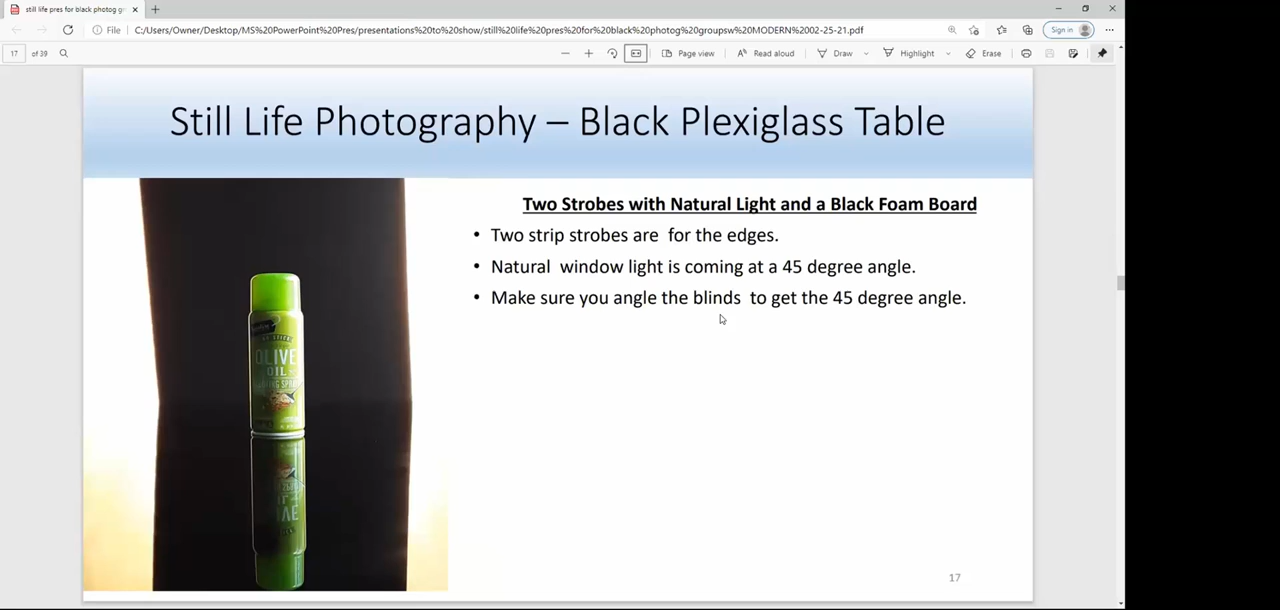 still life pres for black photog gr
File
C:/Users/Owner/Desktop/MS%20PowerPoint%20Pres/presentations%20to%20show/still%20life%20pres%20for%20black%20photog%20groupsw%20MODERN%2002-25-21.pdf
Sign in
17 of 39
Page view
Read aloud
Draw
Highlight
Erase
Still Life Photography – Black Plexiglass Table
Two Strobes with Natural Light and a Black Foam Board
• Two strip strobes are for the edges.
• Natural window light is coming at a 45 degree angle.
• Make sure you angle the blinds to get the 45 degree angle.
OLIVE
OIL
17